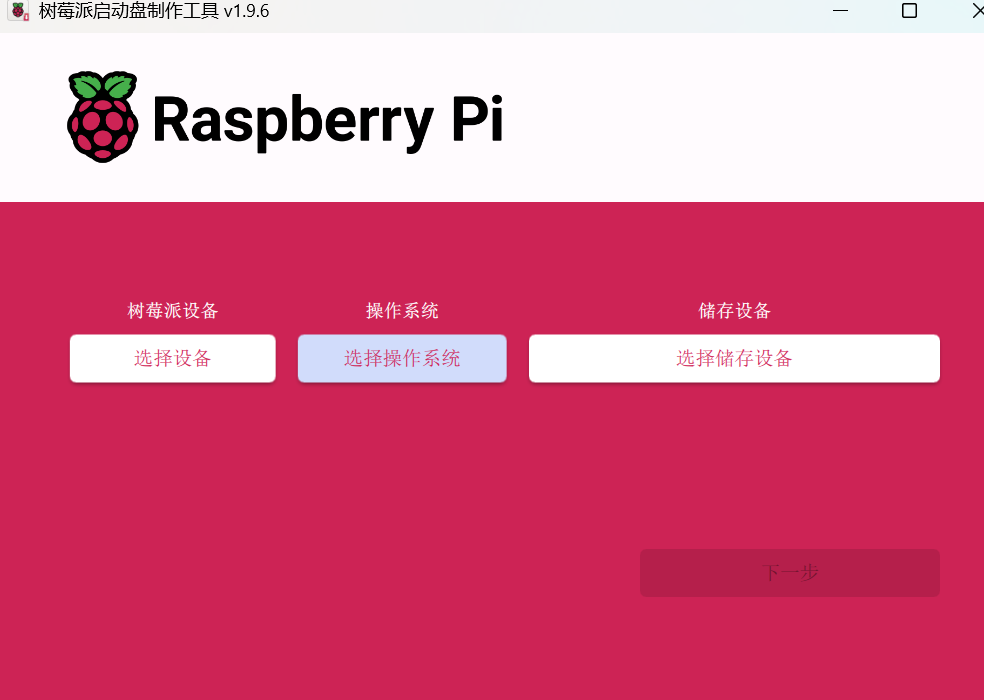 树莓派启动盘制作工具 v1.9.6
Raspberry Pi
树莓派设备 操作系统 储存设备
选择设备 选择操作系统 选择储存设备
下一步